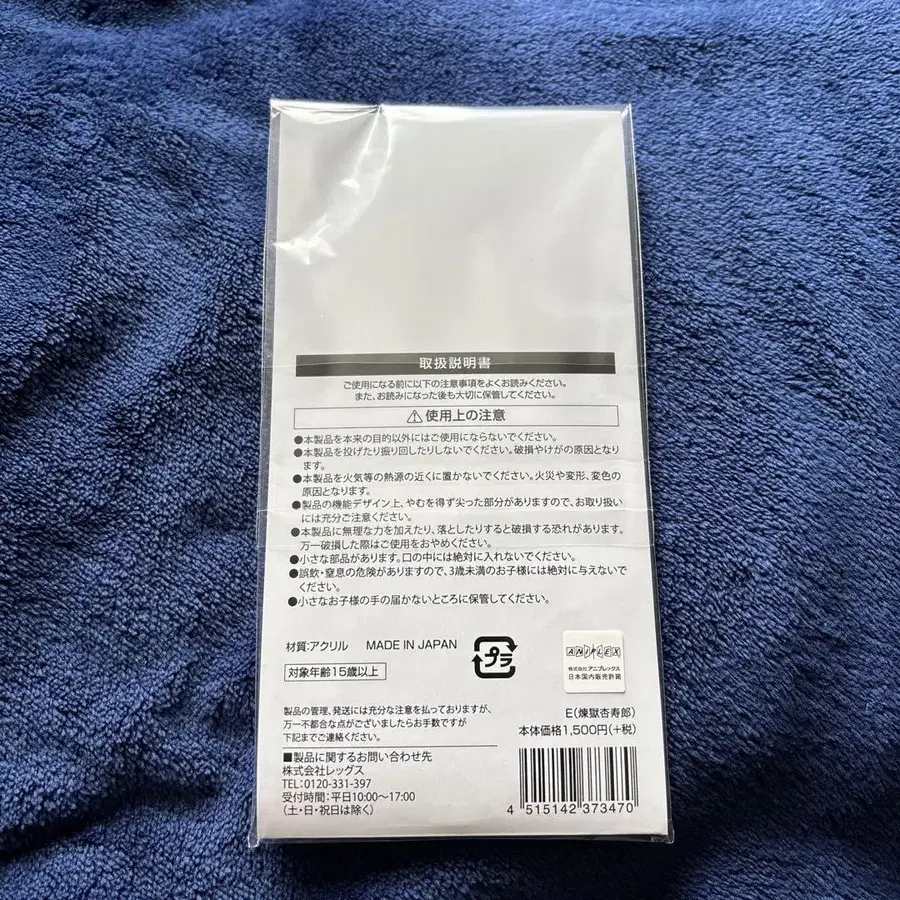 取扱説明書
ご使用になる前に以下の注意事項をよくお読みください。
また、お読みになった後も大切に保管してください。
⚠使用上の注意
●本製品を本来の目的以外にはご使用にならないでください。
●本製品を投げたり振り回したりしないでください。破損やけがの原因となり
ます。
●本製品を火気等の熱源の近くに置かないでください。火災や変形、変色の
原因となります。
●製品の機能デザイン上、やむを得ず尖った部分がありますので、お取り扱い
には充分ご注意ください。
●本製品に無理な力を加えたり、落としたりすると破損する恐れがあります。
万一破損した際はご使用をおやめください。
●小さな部品があります。口の中には絶対に入れないでください。
●誤飲・窒息の危険がありますので、3歳未満のお子様には絶対に与えないで
ください。
●小さなお子様の手の届かないところに保管してください。
材質:アクリル MADE IN JAPAN
プラ
対象年齢15歳以上
ANIPLEX
株式会社アニプレックス
日本国内販売許諾
製品の管理、発送には充分な注意を払っておりますが、
万一不都合な点がございましたらお手数ですが
下記までご連絡ください。
E(煉獄杏寿郎)
本体価格1,500円(+税)
■製品に関するお問い合わせ先
株式会社レッグス
TEL:0120-331-397
受付時間:平日10:00〜17:00
(土・日・祝日は除く)
4 515142 373470